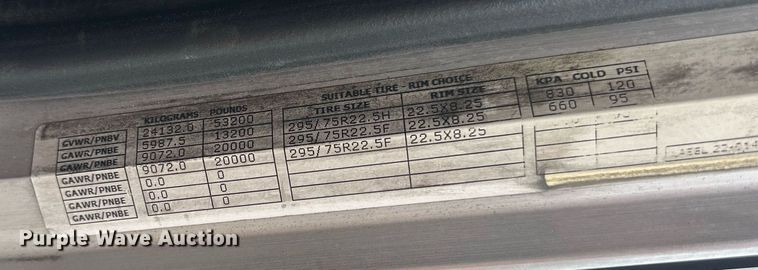 SUITABLE TIRE - RIM CHOICE
KILOGRAMS POUNDS TIRE SIZE RIM SIZE KPA COLD PSI
GVWR/PNBV 24132.0 53200
GAWR/PNBE 5987.5 13200 295/75R22.5H 22.5X8.25 830 120
GAWR/PNBE 9072.0 20000 295/75R22.5F 22.5X8.25 660 95
GAWR/PNBE 9072.0 20000 295/75R22.5F 22.5X8.25
GAWR/PNBE 0.0 0
GAWR/PNBE 0.0 0
GAWR/PNBE 0.0 0
LABEL
Purple Wave Auction